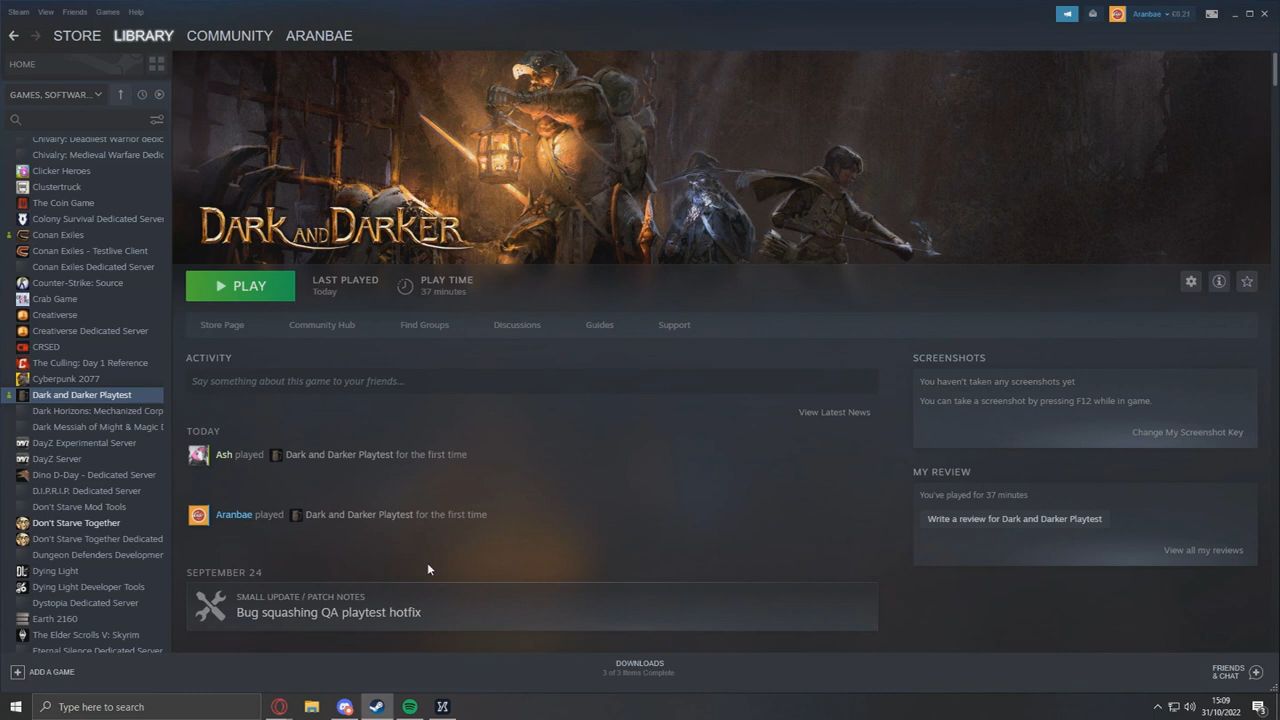 Steam View Friends Games Help
Aranbae €0.21
STORE LIBRARY COMMUNITY ARANBAE
HOME
GAMES, SOFTWAR...
Chivalry: Deadliest Warrior dedic
Chivalry: Medieval Warfare Dedic
Clicker Heroes
Clustertruck
The Coin Game
Colony Survival Dedicated Server
Conan Exiles
Conan Exiles - Testlive Client
Conan Exiles Dedicated Server
Counter-Strike: Source
Crab Game
Creativerse
Creativerse Dedicated Server
CRSED
The Culling: Day 1 Reference
Cyberpunk 2077
Dark and Darker Playtest
Dark Horizons: Mechanized Corp
Dark Messiah of Might & Magic D
DayZ Experimental Server
DayZ Server
Dino D-Day - Dedicated Server
D.I.P.R.I.P. Dedicated Server
Don't Starve Mod Tools
Don't Starve Together
Don't Starve Together Dedicated
Dungeon Defenders Developmen
Dying Light
Dying Light Developer Tools
Dystopia Dedicated Server
Earth 2160
The Elder Scrolls V: Skyrim
Eternal Silence Dedicated Server
ADD A GAME
DARK AND DARKER
PLAY
LAST PLAYED
Today
PLAY TIME
37 minutes
Store Page Community Hub Find Groups Discussions Guides Support
ACTIVITY
Say something about this game to your friends...
View Latest News
TODAY
Ash played Dark and Darker Playtest for the first time
Aranbae played Dark and Darker Playtest for the first time
SEPTEMBER 24
SMALL UPDATE / PATCH NOTES
Bug squashing QA playtest hotfix
SCREENSHOTS
You haven't taken any screenshots yet
You can take a screenshot by pressing F12 while in game.
Change My Screenshot Key
MY REVIEW
You've played for 37 minutes
Write a review for Dark and Darker Playtest
View all my reviews
DOWNLOADS
3 of 3 Items Complete
FRIENDS
& CHAT
Type here to search
15:09
31/10/2022
3